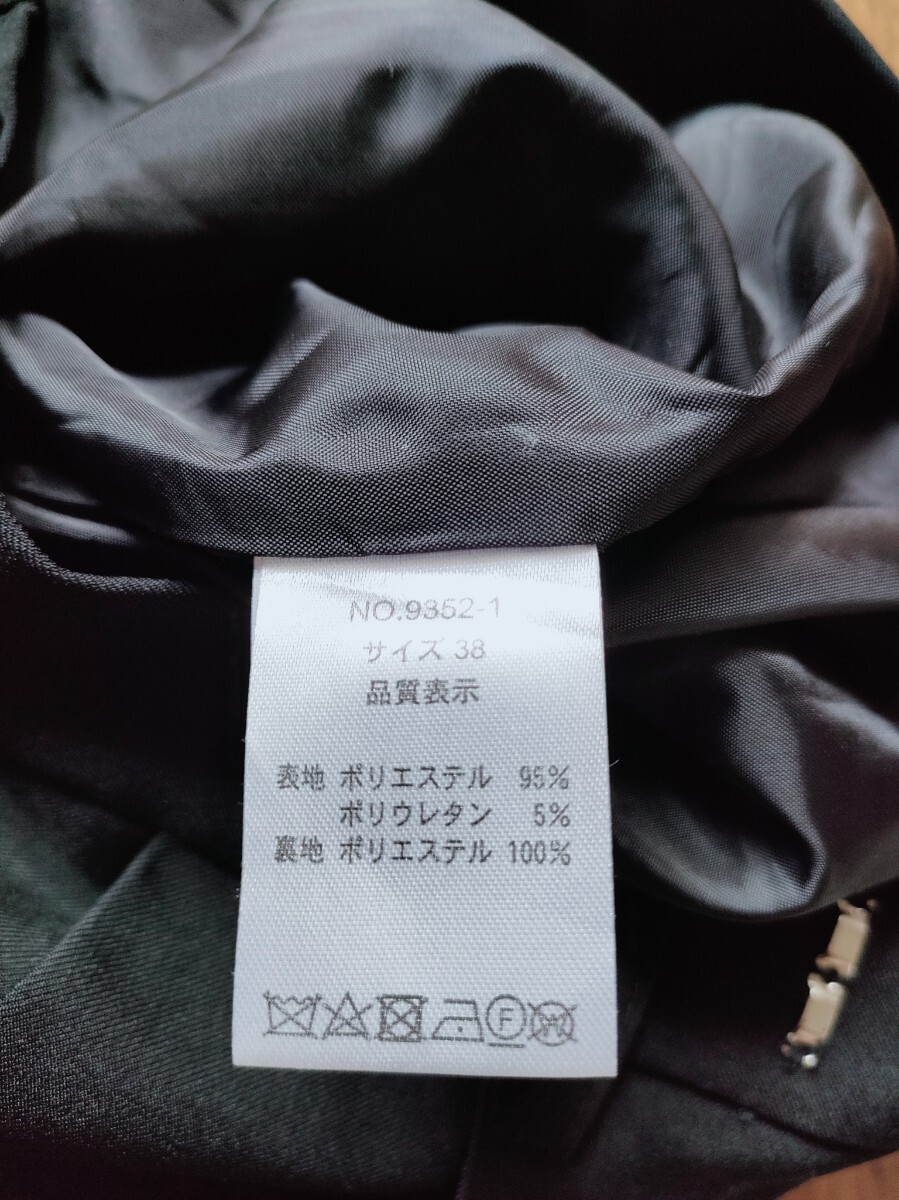 NO.9352-1
サイズ 38
品質表示
表地 ポリエステル 95%
ポリウレタン 5%
裏地 ポリエステル 100%
F W